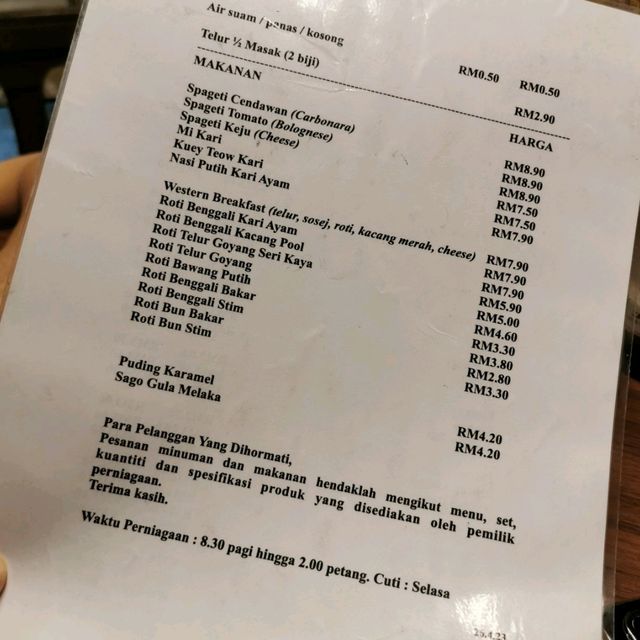 Air suam / panas / kosong RM0.50 RM0.50
Telur ½ Masak (2 biji) RM2.90
MAKANAN HARGA
Spageti Cendawan (Carbonara) RM8.90
Spageti Tomato (Bolognese) RM8.90
Spageti Keju (Cheese) RM8.90
Mi Kari RM7.50
Kuey Teow Kari RM7.50
Nasi Putih Kari Ayam RM7.90
Western Breakfast (telur, sosej, roti, kacang merah, cheese) RM7.90
Roti Benggali Kari Ayam RM7.90
Roti Benggali Kacang Pool RM7.90
Roti Telur Goyang Seri Kaya RM5.90
Roti Telur Goyang RM5.00
Roti Bawang Putih RM4.60
Roti Benggali Bakar RM3.30
Roti Benggali Stim RM3.80
Roti Bun Bakar RM2.80
Roti Bun Stim RM3.30
Puding Karamel RM4.20
Sago Gula Melaka RM4.20
Para Pelanggan Yang Dihormati,
Pesanan minuman dan makanan hendaklah mengikut menu, set,
kuantiti dan spesifikasi produk yang disediakan oleh pemilik
perniagaan.
Terima kasih.
Waktu Perniagaan : 8.30 pagi hingga 2.00 petang. Cuti : Selasa
26.4.23